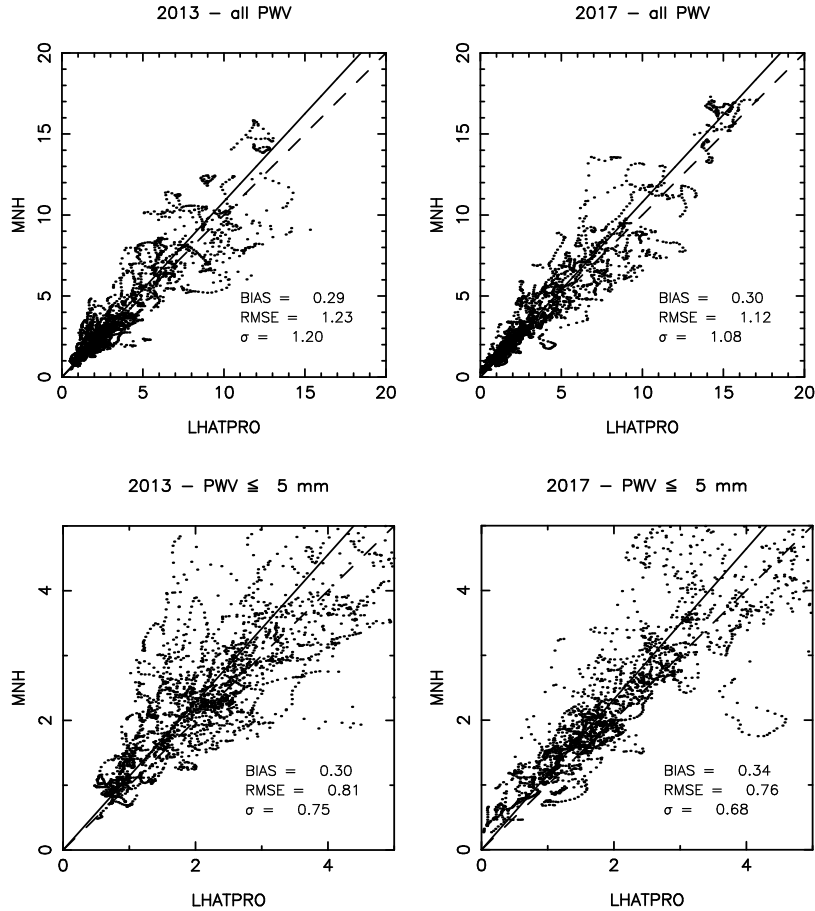 2013 – all PWV
20
15
10
5
0
MNH
BIAS = 0.29
RMSE = 1.23
σ = 1.20
0 5 10 15 20
LHATPRO
2017 – all PWV
20
15
10
5
0
MNH
BIAS = 0.30
RMSE = 1.12
σ = 1.08
0 5 10 15 20
LHATPRO
2013 – PWV ≦ 5 mm
4
2
0
MNH
BIAS = 0.30
RMSE = 0.81
σ = 0.75
0 2 4
LHATPRO
2017 – PWV ≦ 5 mm
4
2
0
MNH
BIAS = 0.34
RMSE = 0.76
σ = 0.68
0 2 4
LHATPRO